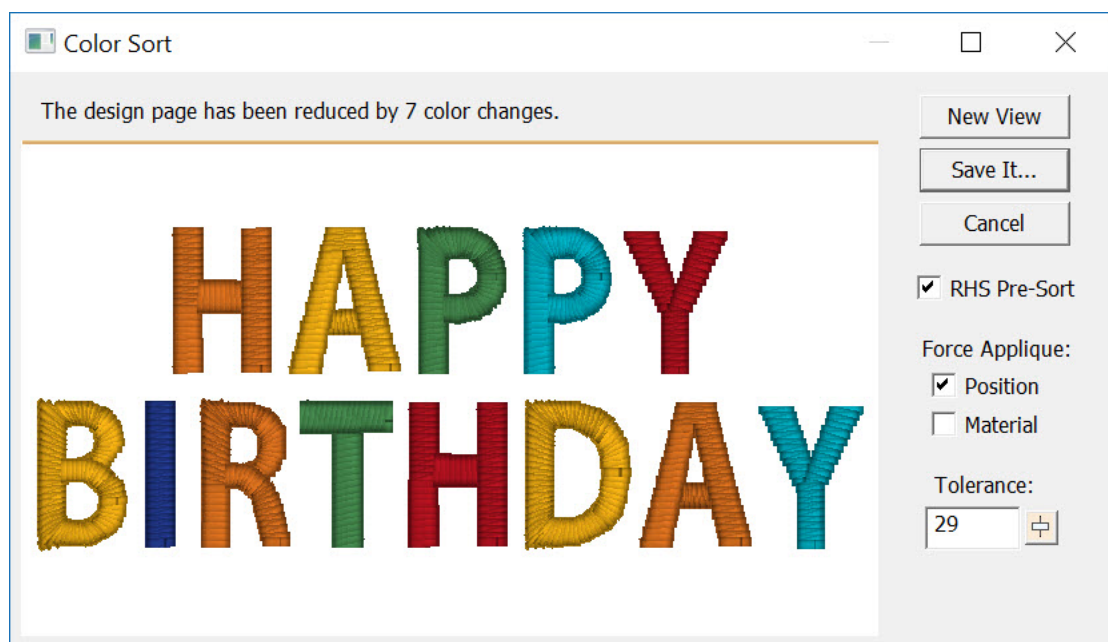 Color Sort
The design page has been reduced by 7 color changes.
New View
Save It...
Cancel
HAPPY
BIRTHDAY
RHS Pre-Sort
Force Applique:
Position
Material
Tolerance:
29